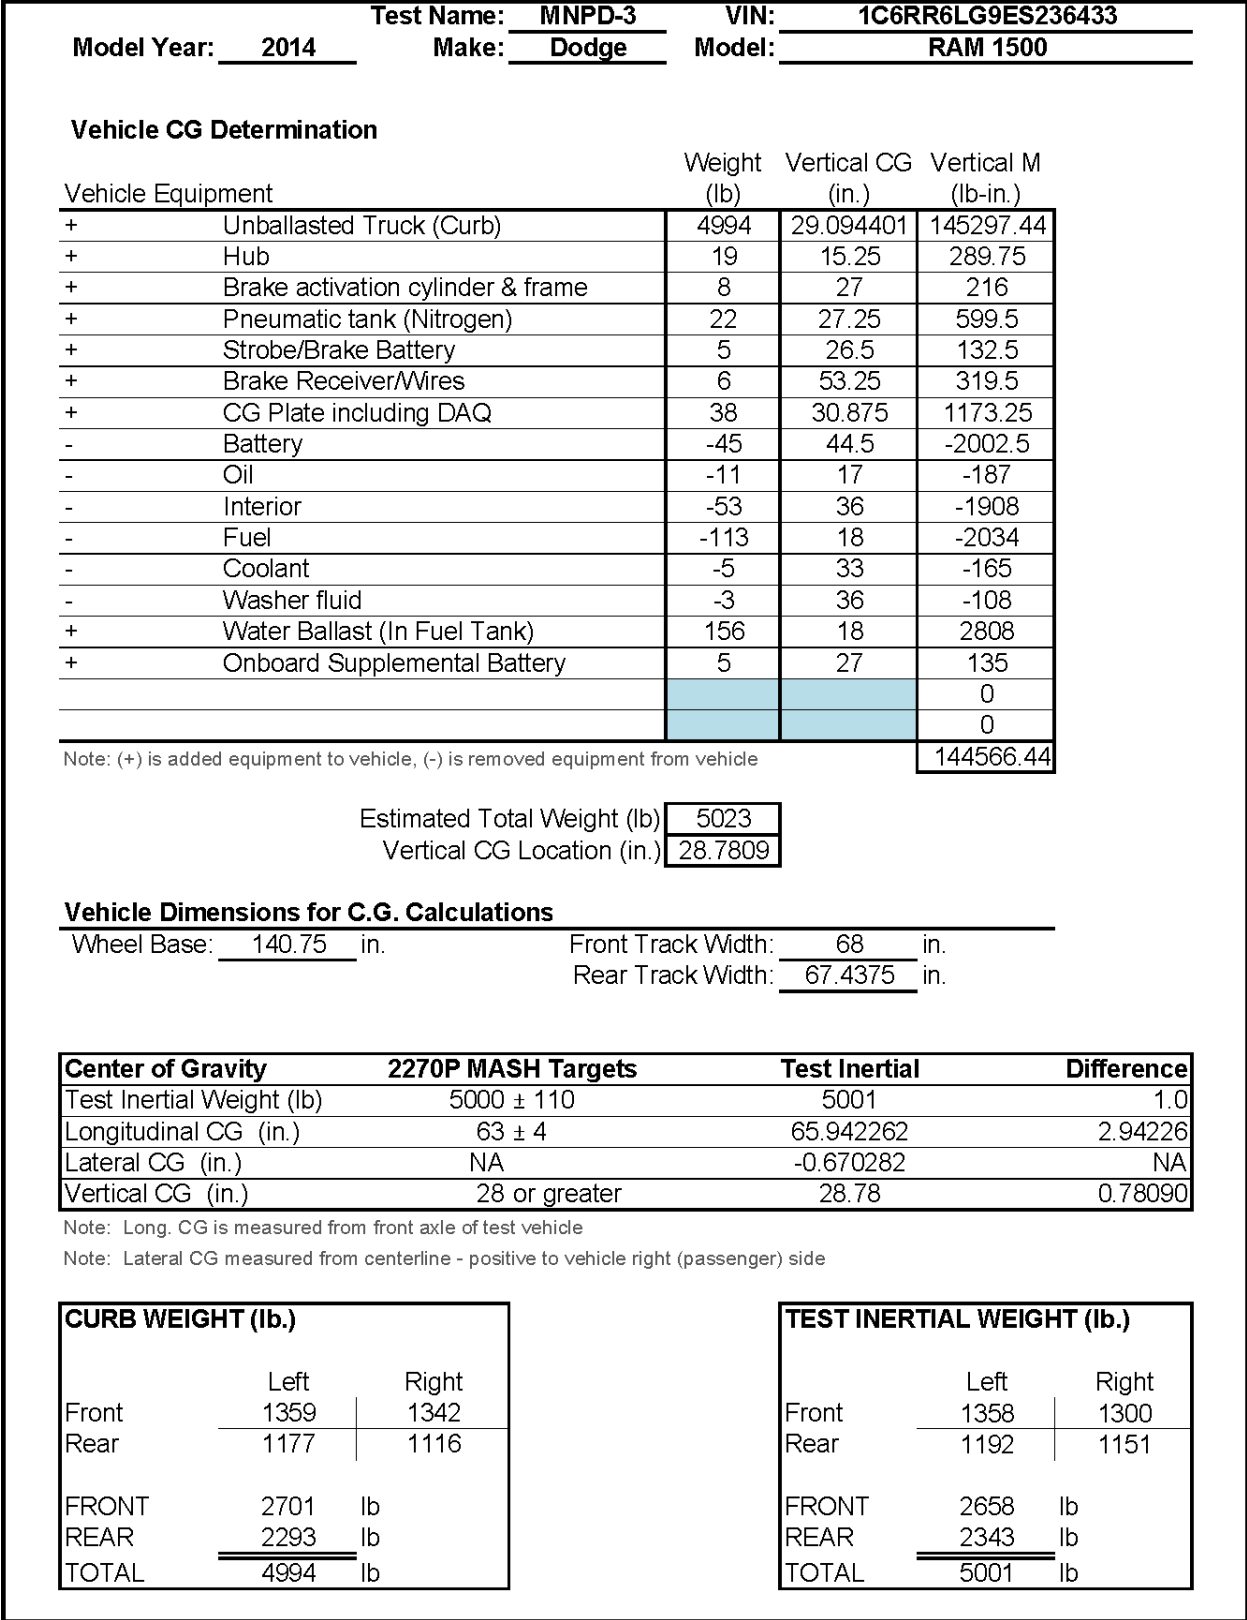 Test Name: MNPD-3 VIN: 1C6RR6LG9ES236433
Model Year: 2014 Make: Dodge Model: RAM 1500
Vehicle CG Determination
Weight Vertical CG Vertical M
Vehicle Equipment (lb) (in.) (lb-in.)
+ Unballasted Truck (Curb) 4994 29.094401 145297.44
+ Hub 19 15.25 289.75
+ Brake activation cylinder & frame 8 27 216
+ Pneumatic tank (Nitrogen) 22 27.25 599.5
+ Strobe/Brake Battery 5 26.5 132.5
+ Brake Receiver/Wires 6 53.25 319.5
+ CG Plate including DAQ 38 30.875 1173.25
- Battery -45 44.5 -2002.5
- Oil -11 17 -187
- Interior -53 36 -1908
- Fuel -113 18 -2034
- Coolant -5 33 -165
- Washer fluid -3 36 -108
+ Water Ballast (In Fuel Tank) 156 18 2808
+ Onboard Supplemental Battery 5 27 135
0
0
Note: (+) is added equipment to vehicle, (-) is removed equipment from vehicle 144566.44
Estimated Total Weight (lb) 5023
Vertical CG Location (in.) 28.7809
Vehicle Dimensions for C.G. Calculations
Wheel Base: 140.75 in. Front Track Width: 68 in.
Rear Track Width: 67.4375 in.
Center of Gravity 2270P MASH Targets Test Inertial Difference
Test Inertial Weight (lb) 5000 ± 110 5001 1.0
Longitudinal CG (in.) 63 ± 4 65.942262 2.94226
Lateral CG (in.) NA -0.670282 NA
Vertical CG (in.) 28 or greater 28.78 0.78090
Note: Long. CG is measured from front axle of test vehicle
Note: Lateral CG measured from centerline - positive to vehicle right (passenger) side
CURB WEIGHT (lb.) TEST INERTIAL WEIGHT (lb.)
Left Right Left Right
Front 1359 1342 Front 1358 1300
Rear 1177 1116 Rear 1192 1151
FRONT 2701 lb FRONT 2658 lb
REAR 2293 lb REAR 2343 lb
TOTAL 4994 lb TOTAL 5001 lb